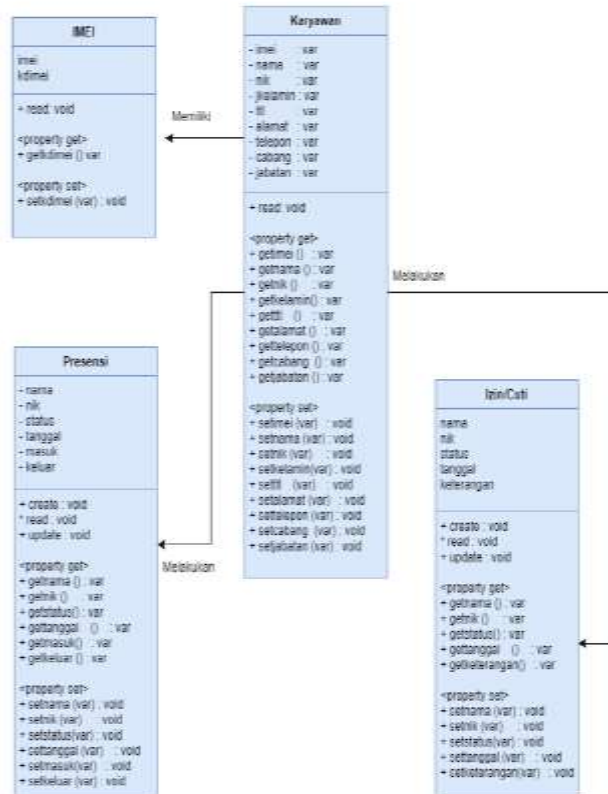 IMEI
imei
kdimei
+ read: void
<property get>
+ getkdimei () var
<property set>
+ setkdimei (var) : void
Memiliki
Karyawan
- imei : var
- nama : var
- nik : var
- jkelamin : var
- ttl : var
- alamat : var
- telepon : var
- cabang : var
- jabatan : var
+ read: void
<property get>
+ getimei () : var
+ getnama () : var
+ getnik () : var
+ getkelamin() : var
+ getttl () : var
+ getalamat () : var
+ gettelepon () : var
+ getcabang () : var
+ getjabatan () : var
<property set>
+ setimei (var) : void
+ setnama (var) : void
+ setnik (var) : void
+ setkelamin(var) : void
+ setttl (var) : void
+ setalamat (var) : void
+ settelepon (var) : void
+ setcabang (var) : void
+ setjabatan (var) : void
Melakukan
Presensi
- nama
- nik
- status
- tanggal
- masuk
- keluar
+ create : void
* read : void
+ update : void
<property get>
+ getnama () : var
+ getnik () : var
+ getstatus() : var
+ gettanggal () : var
+ getmasuk() : var
+ getkeluar () : var
<property set>
+ setnama (var) : void
+ setnik (var) : void
+ setstatus(var) : void
+ settanggal (var) : void
+ setmasuk(var) : void
+ setkeluar (var) : void
Melakukan
Izin/Cuti
nama
nik
status
tanggal
keterangan
+ create : void
* read : void
+ update : void
<property get>
+ getnama () : var
+ getnik () : var
+ getstatus() : var
+ gettanggal () : var
+ getketerangan() : var
<property set>
+ setnama (var) : void
+ setnik (var) : void
+ setstatus(var) : void
+ settanggal (var) : void
+ setketerangan(var) : void